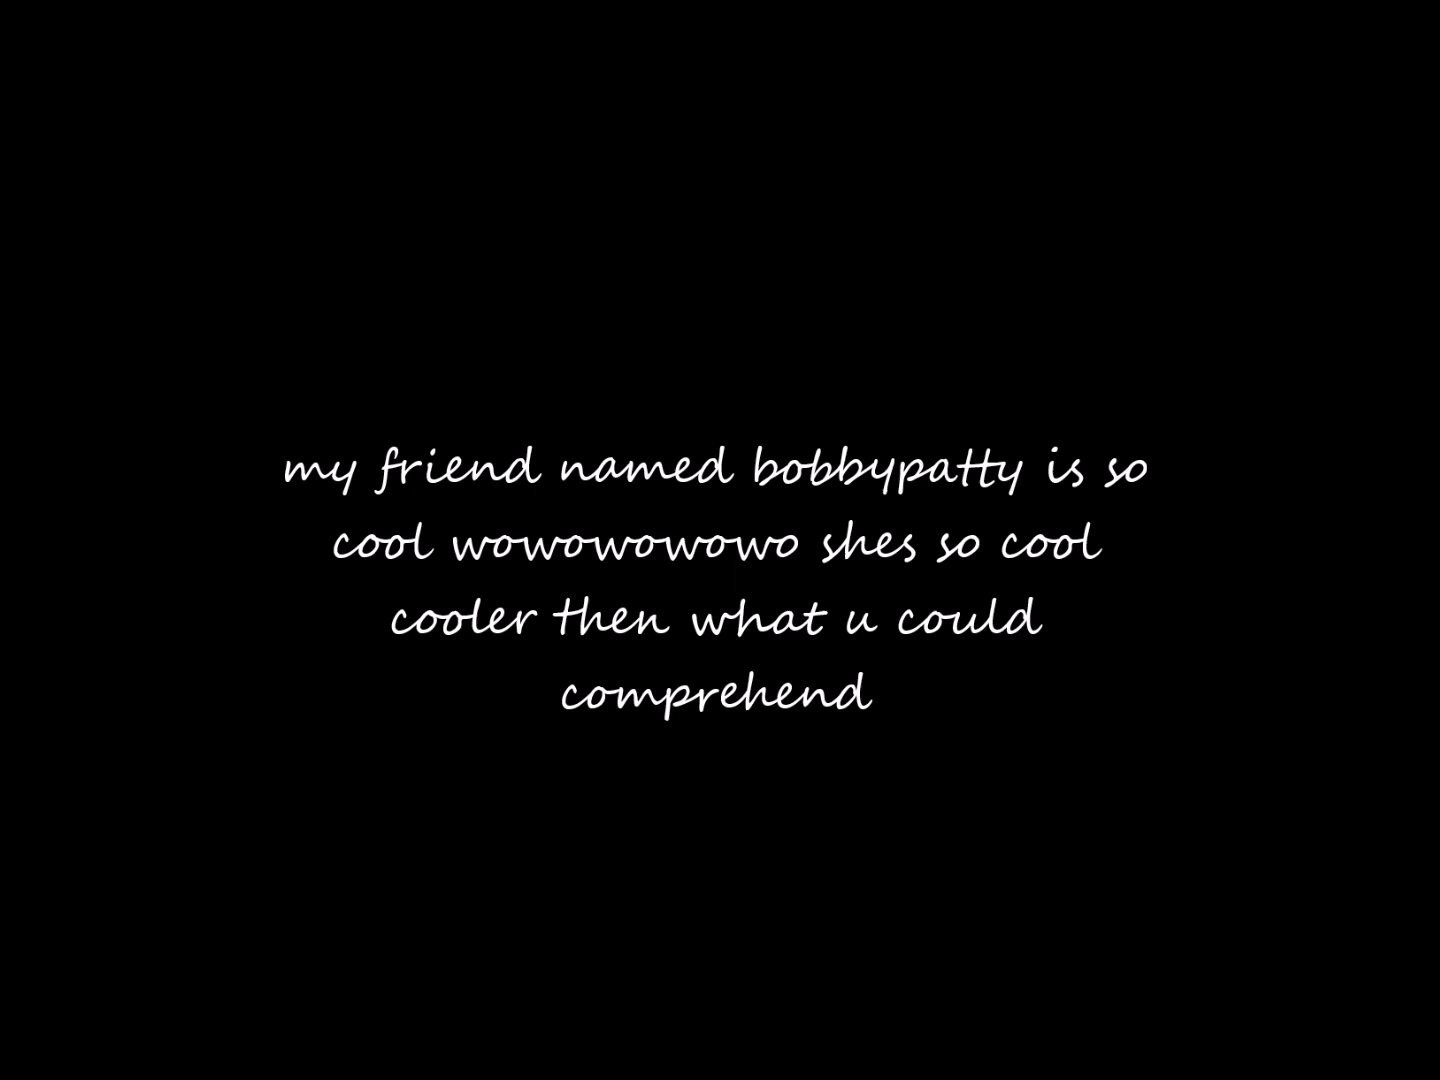 my friend named bobbypatty is so
cool wowowowowo shes so cool
cooler then what u could
comprehend